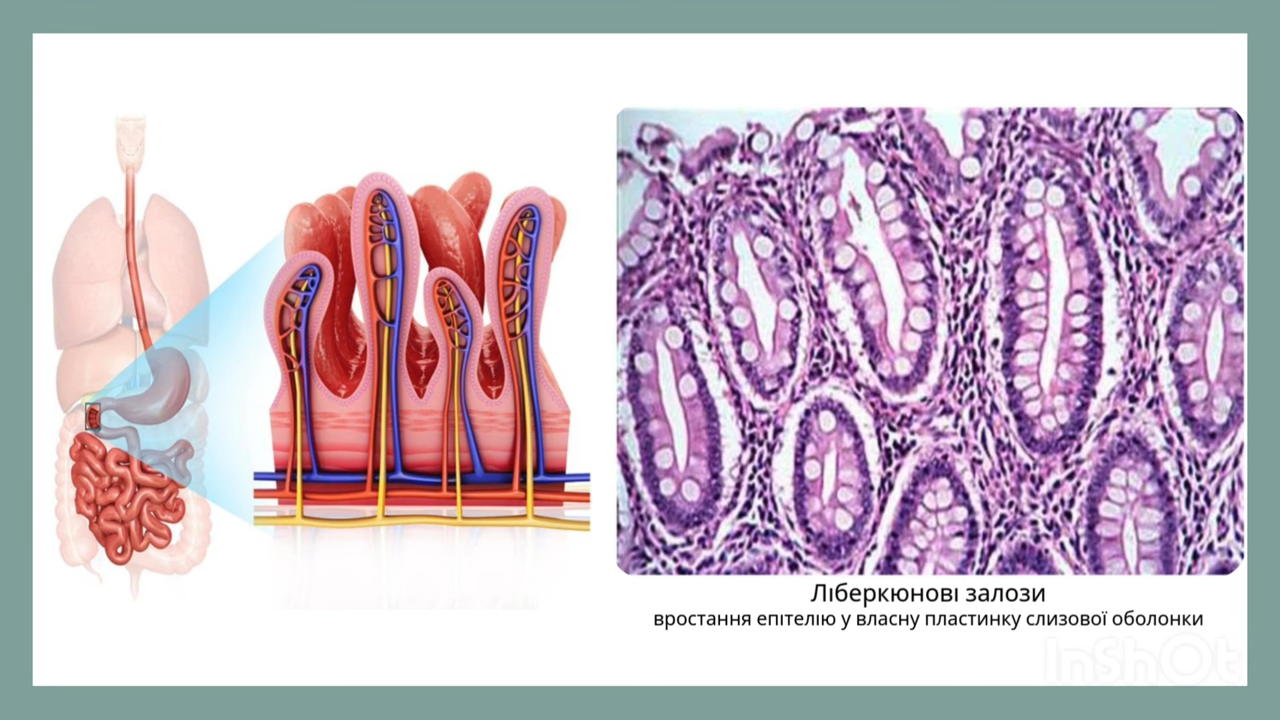 Ліберкюнові залози
вростання епітелію у власну пластинку слизової оболонки
InShOt